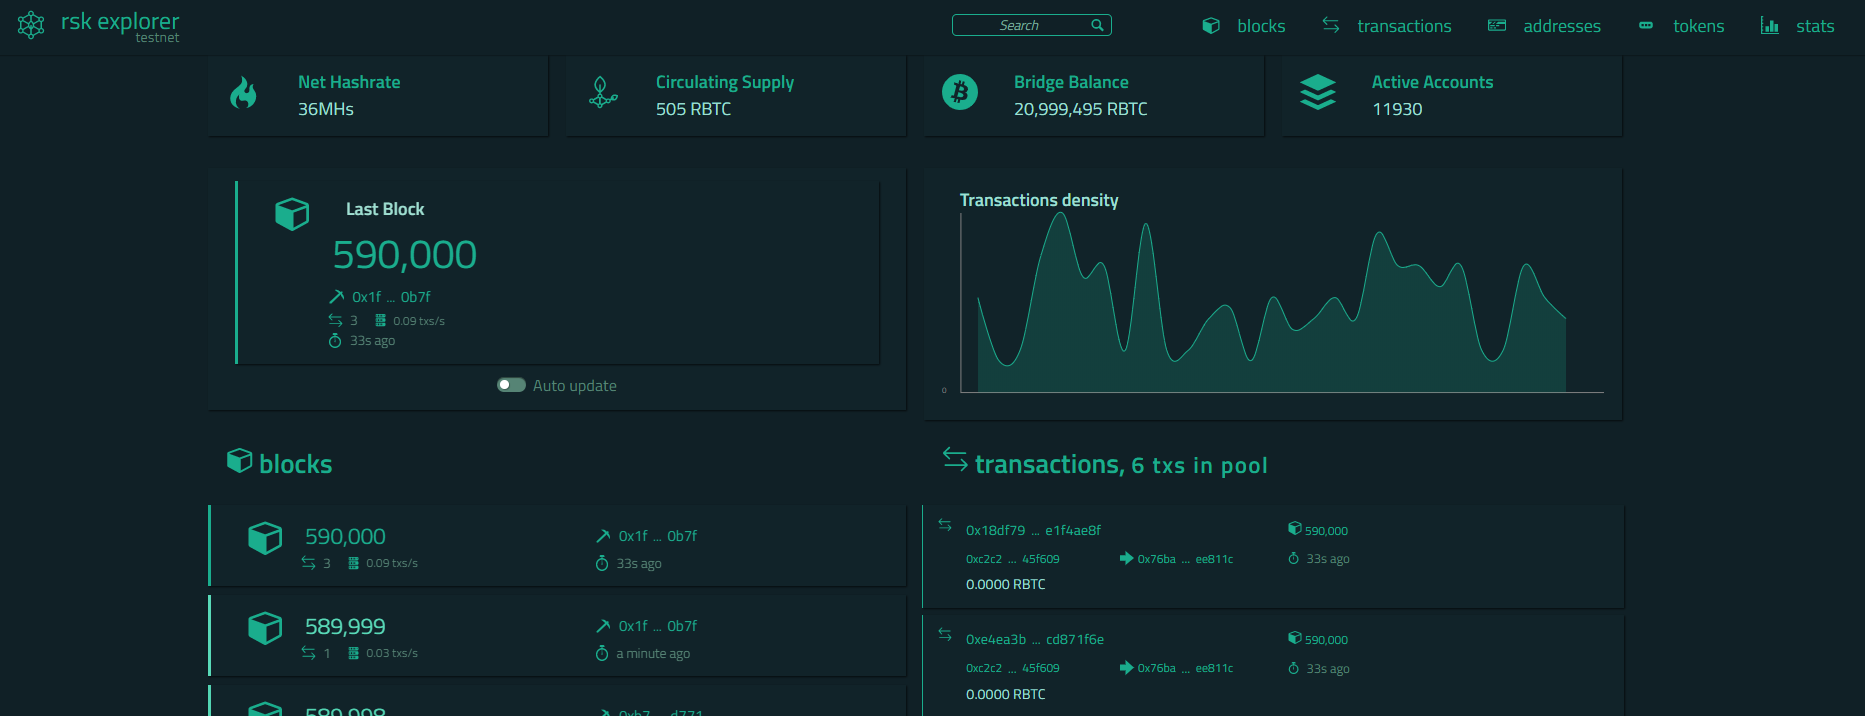 rsk explorer
testnet
Search
blocks
transactions
addresses
tokens
stats
Net Hashrate
36MHs
Circulating Supply
505 RBTC
Bridge Balance
20,999,495 RBTC
Active Accounts
11930
Last Block
590,000
0x1f ... 0b7f
3 0.09 txs/s
33s ago
Auto update
Transactions density
0
blocks
590,000
0x1f ... 0b7f
3 0.09 txs/s
33s ago
589,999
0x1f ... 0b7f
1 0.03 txs/s
a minute ago
589,998
0xb7 ... d771
transactions, 6 txs in pool
0x18df79 ... e1f4ae8f
590,000
0xc2c2 ... 45f609
0x76ba ... ee811c
33s ago
0.0000 RBTC
0xe4ea3b ... cd871f6e
590,000
0xc2c2 ... 45f609
0x76ba ... ee811c
33s ago
0.0000 RBTC